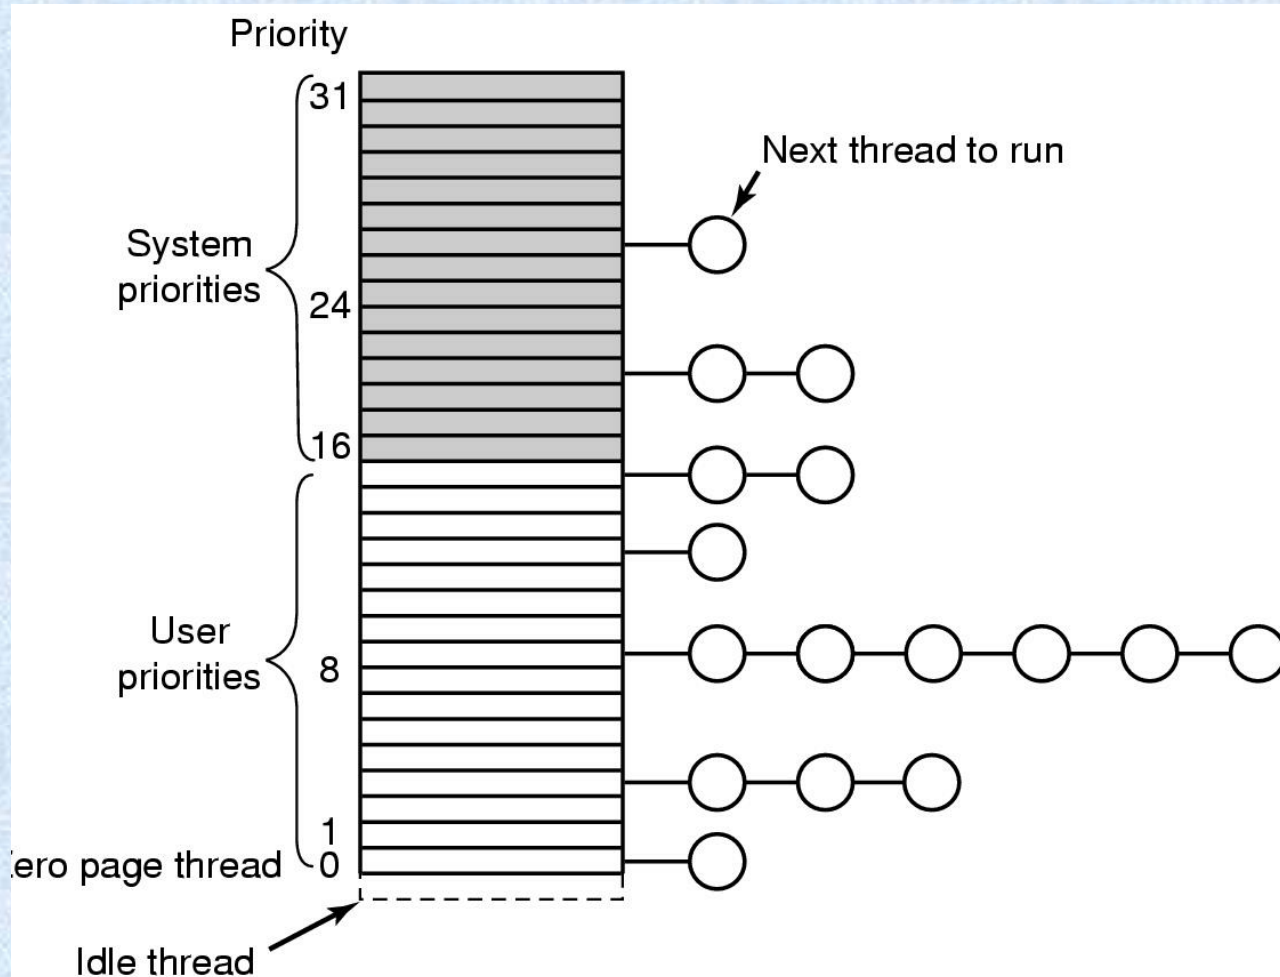 Priority
31
Next thread to run
System
priorities
24
16
User
priorities
8
1
ero page thread
0
Idle thread